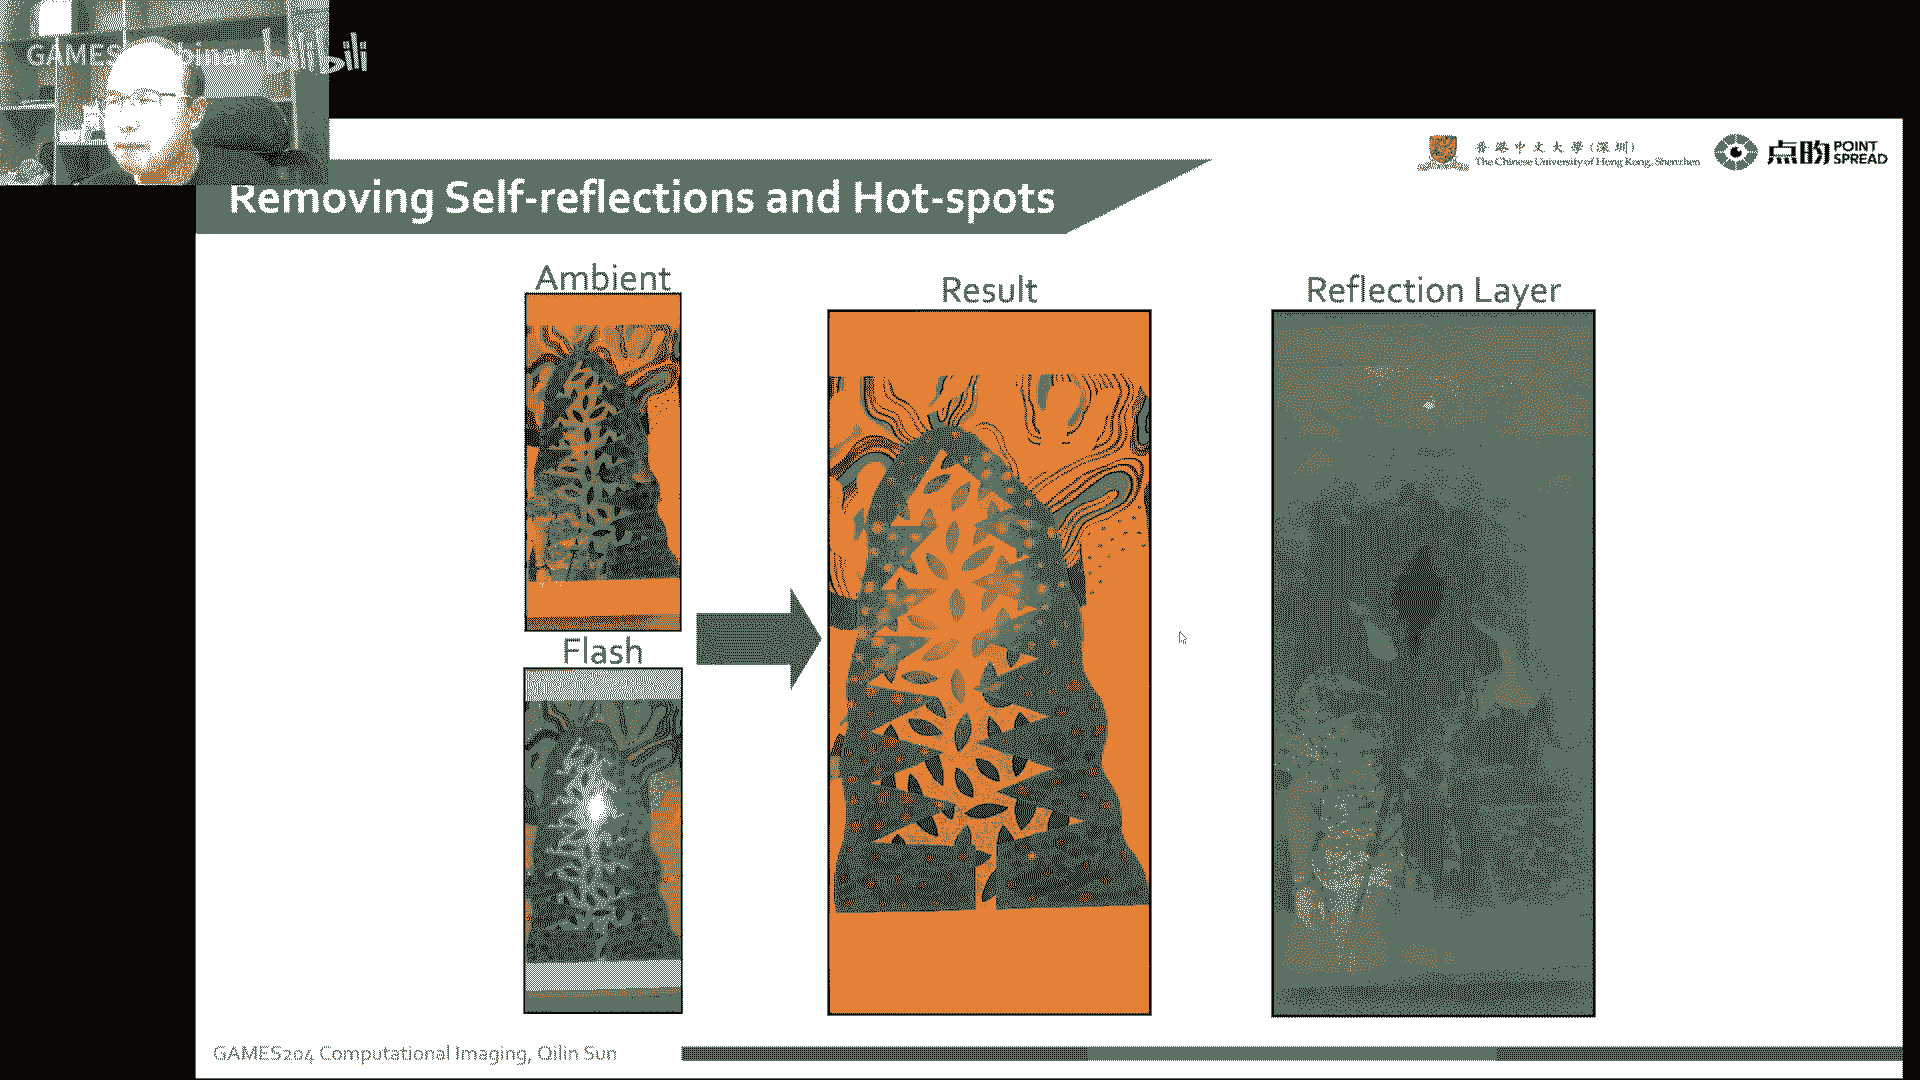 GAMES binar bilibili
香港中文大學(深圳)
The Chinese University of Hong Kong, Shenzhen
点昀 POINT SPREAD
Removing Self-reflections and Hot-spots
Ambient
Result
Reflection Layer
Flash
GAMES204 Computational Imaging, Qilin Sun